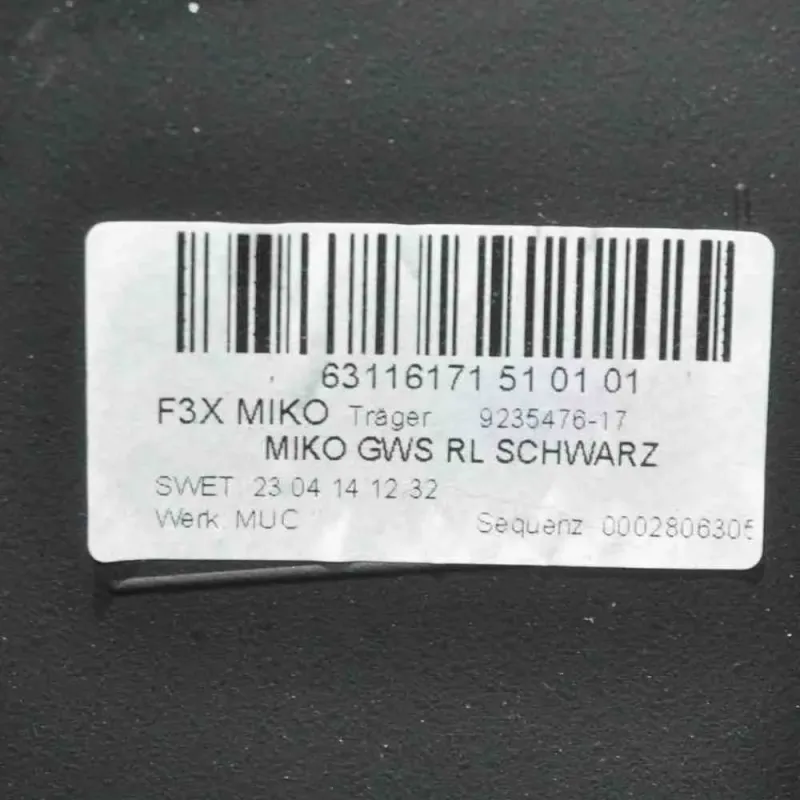 63116171 51 01 01
F3X MIKO Träger 9235476-17
MIKO GWS RL SCHWARZ
SWET 23 04 14 12 32
Werk MUC Sequenz 0002806305